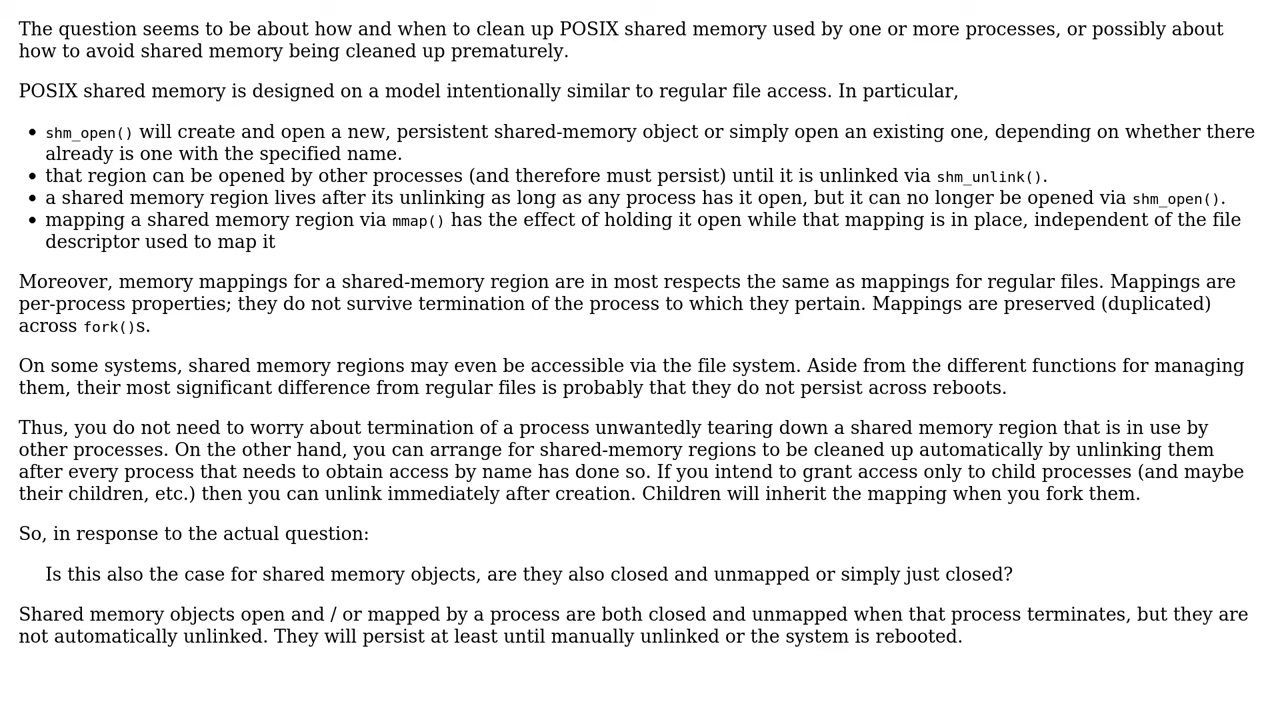 The question seems to be about how and when to clean up POSIX shared memory used by one or more processes, or possibly about
how to avoid shared memory being cleaned up prematurely.
POSIX shared memory is designed on a model intentionally similar to regular file access. In particular,
• shm_open() will create and open a new, persistent shared-memory object or simply open an existing one, depending on whether there
already is one with the specified name.
• that region can be opened by other processes (and therefore must persist) until it is unlinked via shm_unlink().
• a shared memory region lives after its unlinking as long as any process has it open, but it can no longer be opened via shm_open().
• mapping a shared memory region via mmap() has the effect of holding it open while that mapping is in place, independent of the file
descriptor used to map it
Moreover, memory mappings for a shared-memory region are in most respects the same as mappings for regular files. Mappings are
per-process properties; they do not survive termination of the process to which they pertain. Mappings are preserved (duplicated)
across fork()s.
On some systems, shared memory regions may even be accessible via the file system. Aside from the different functions for managing
them, their most significant difference from regular files is probably that they do not persist across reboots.
Thus, you do not need to worry about termination of a process unwantedly tearing down a shared memory region that is in use by
other processes. On the other hand, you can arrange for shared-memory regions to be cleaned up automatically by unlinking them
after every process that needs to obtain access by name has done so. If you intend to grant access only to child processes (and maybe
their children, etc.) then you can unlink immediately after creation. Children will inherit the mapping when you fork them.
So, in response to the actual question:
Is this also the case for shared memory objects, are they also closed and unmapped or simply just closed?
Shared memory objects open and / or mapped by a process are both closed and unmapped when that process terminates, but they are
not automatically unlinked. They will persist at least until manually unlinked or the system is rebooted.